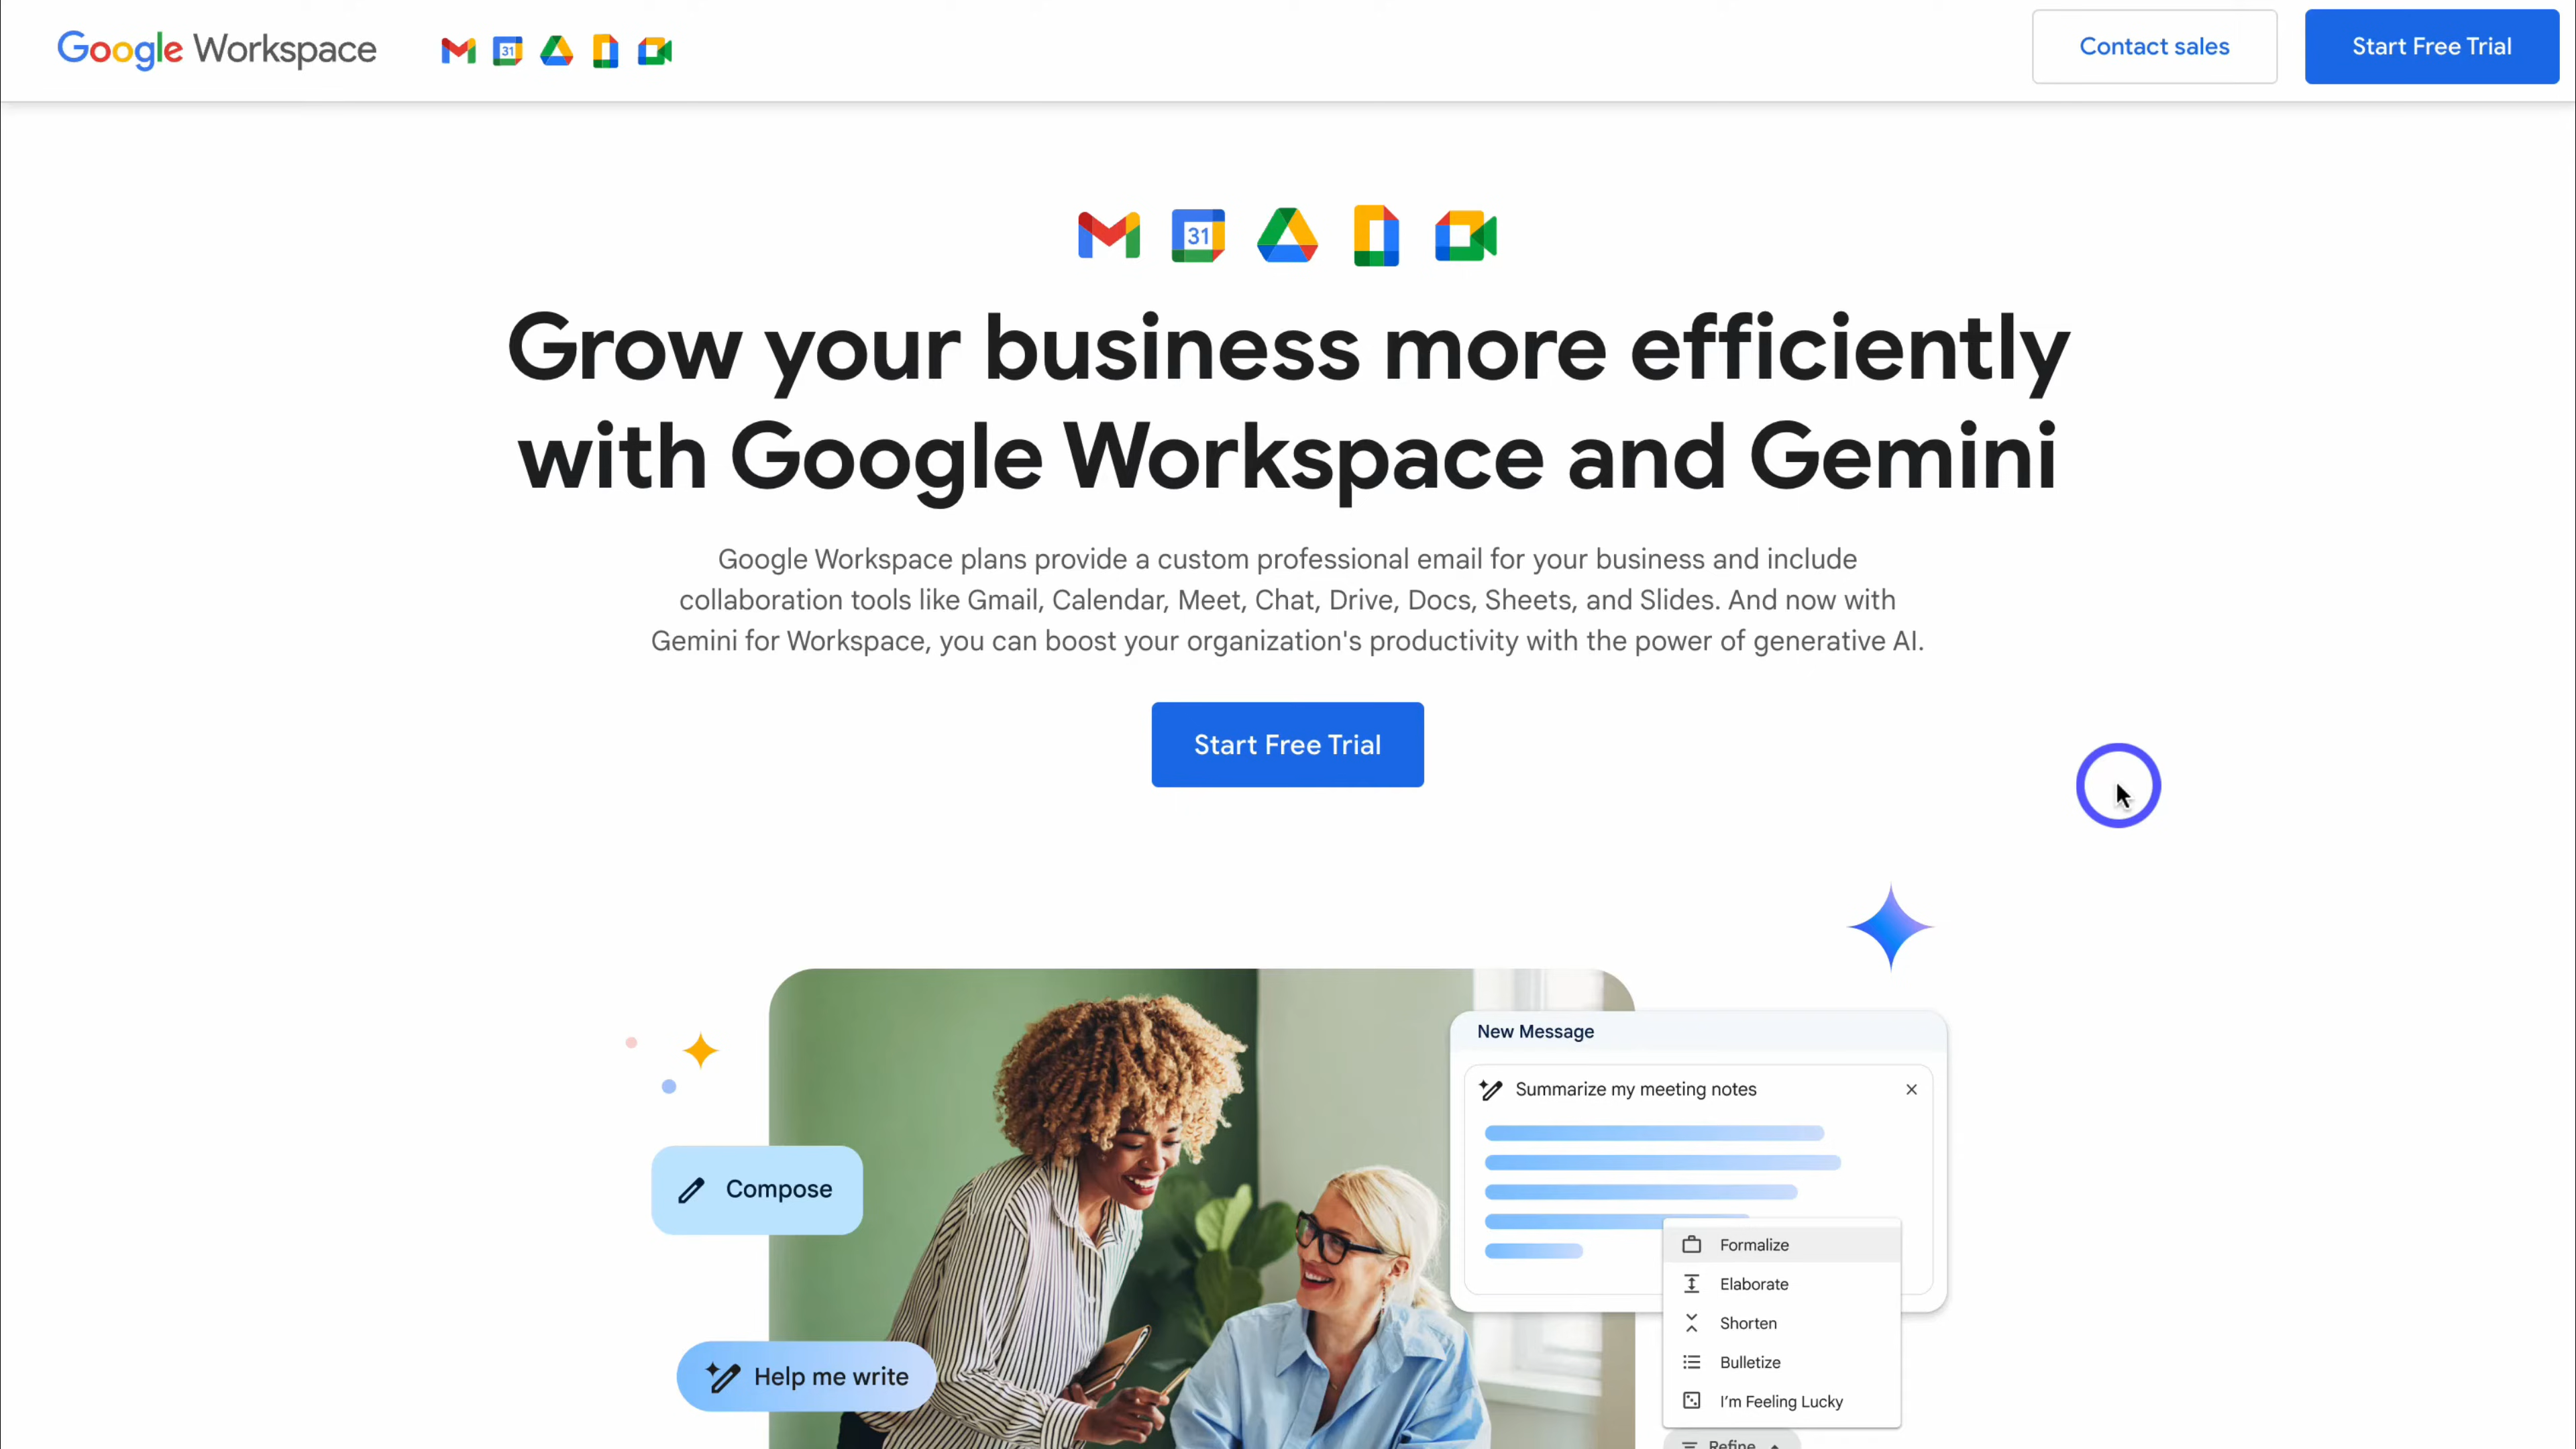 Google Workspace
31
Contact sales
Start Free Trial
31
Grow your business more efficiently
with Google Workspace and Gemini
Google Workspace plans provide a custom professional email for your business and include
collaboration tools like Gmail, Calendar, Meet, Chat, Drive, Docs, Sheets, and Slides. And now with
Gemini for Workspace, you can boost your organization's productivity with the power of generative AI.
Start Free Trial
New Message
Summarize my meeting notes
Compose
Formalize
Elaborate
Shorten
Help me write
Bulletize
I'm Feeling Lucky
Refine